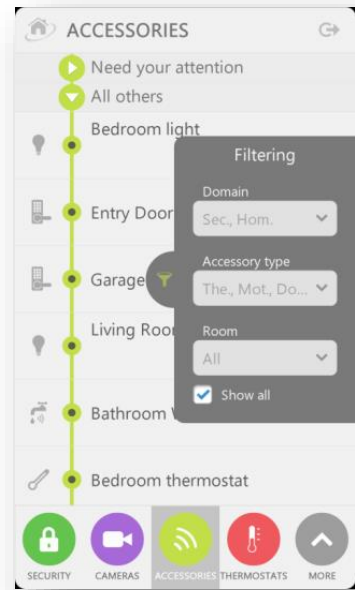 ACCESSORIES
Need your attention
All others
Bedroom light
Filtering
Domain
Sec., Hom.
Entry Door
Accessory type
The., Mot., Do...
Garage
Room
Living Roo
All
Show all
Bathroom
Bedroom thermostat
SECURITY CAMERAS ACCESSORIES THERMOSTATS MORE